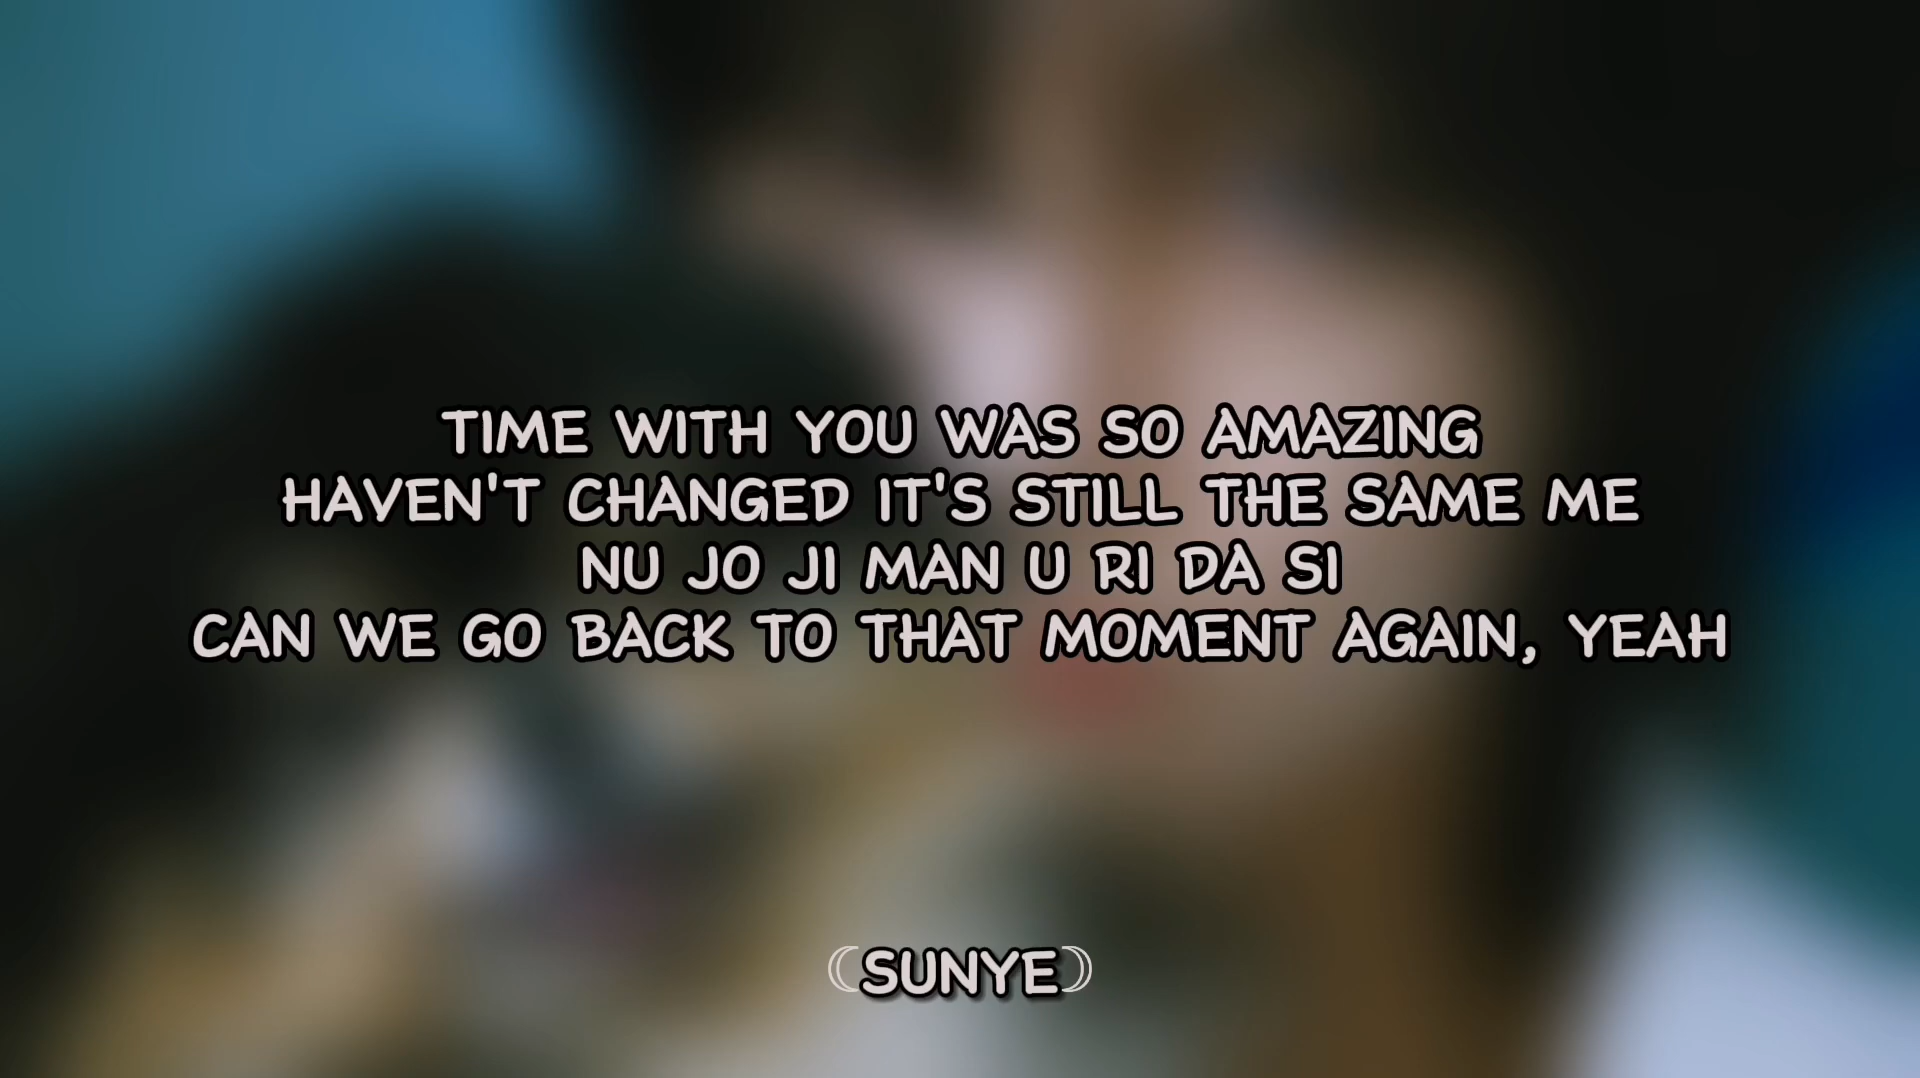 TIME WITH YOU WAS SO AMAZING
HAVEN'T CHANGED IT'S STILL THE SAME ME
NU JO JI MAN U RI DA SI
CAN WE GO BACK TO THAT MOMENT AGAIN, YEAH
☾SUNYE☽